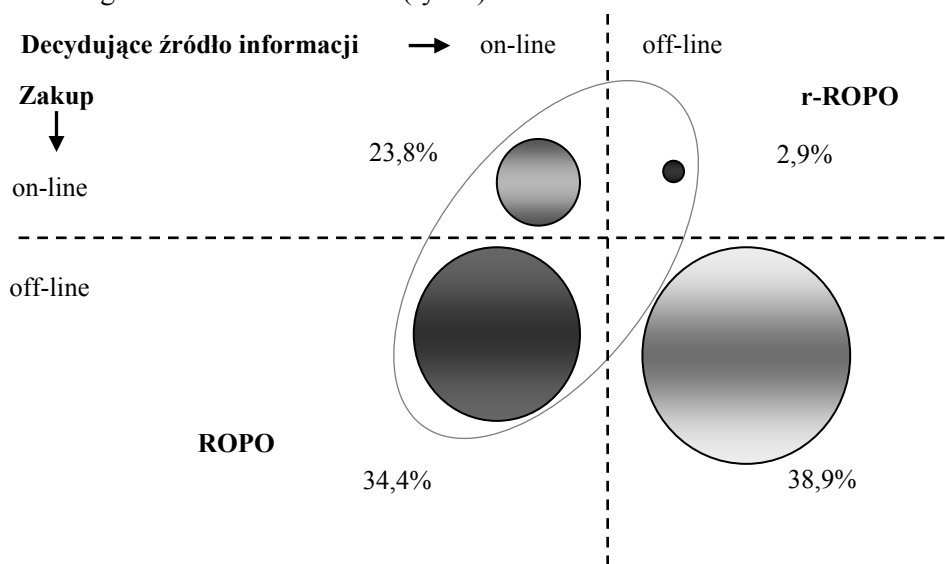 Decydujące źródło informacji on-line off-line
Zakup r-ROPO
23,8% 2,9%
on-line
off-line
ROPO
34,4% 38,9%